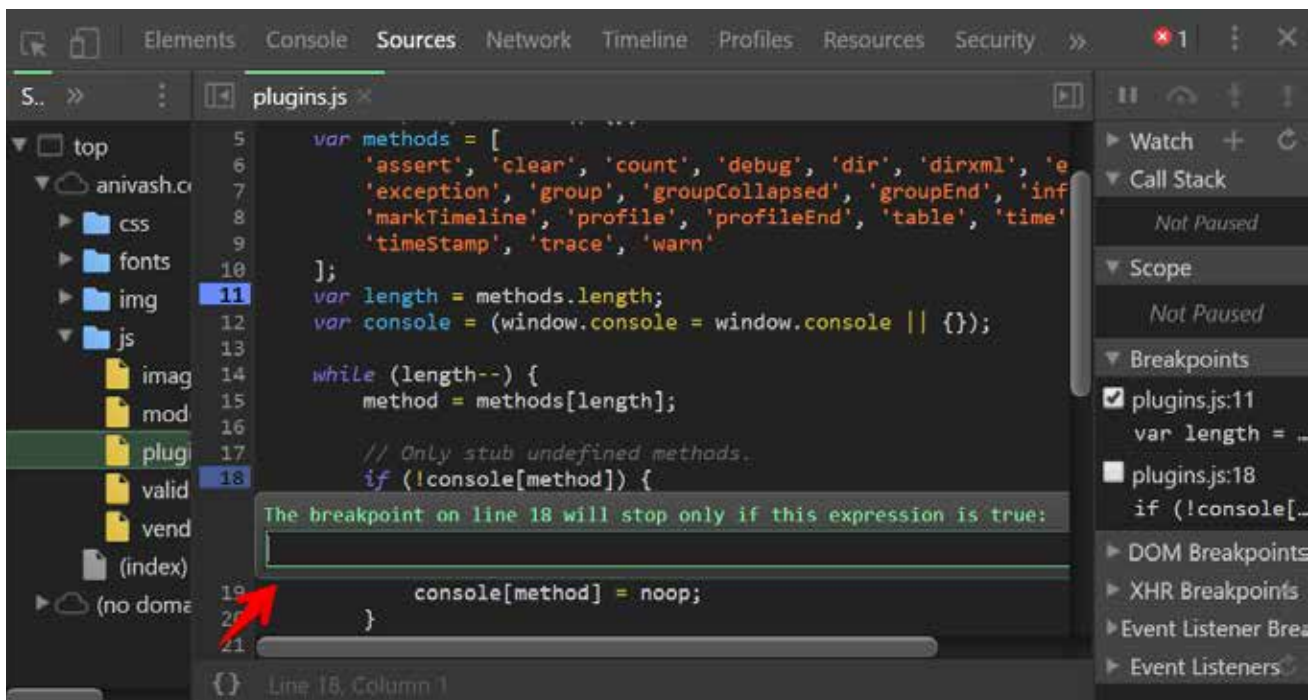 Elements Console Sources Network Timeline Profiles Resources Security » 1
S.. »
plugins.js
top
anivash.c
css
fonts
img
js
imag
mod
plugi
valid
vend
(index)
(no doma
5 var methods = [
6 'assert', 'clear', 'count', 'debug', 'dir', 'dirxml', 'e
7 'exception', 'group', 'groupCollapsed', 'groupEnd', 'inf
8 'markTimeline', 'profile', 'profileEnd', 'table', 'time'
9 'timeStamp', 'trace', 'warn'
10 ];
11 var length = methods.length;
12 var console = (window.console = window.console || {});
13
14 while (length--) {
15 method = methods[length];
16
17 // Only stub undefined methods.
18 if (!console[method]) {
The breakpoint on line 18 will stop only if this expression is true:
19 console[method] = noop;
20 }
21
{} Line 18, Column 1
Watch
Call Stack
Not Paused
Scope
Not Paused
Breakpoints
plugins.js:11
var length = …
plugins.js:18
if (!console[…
DOM Breakpoints
XHR Breakpoints
Event Listener Brea
Event Listeners